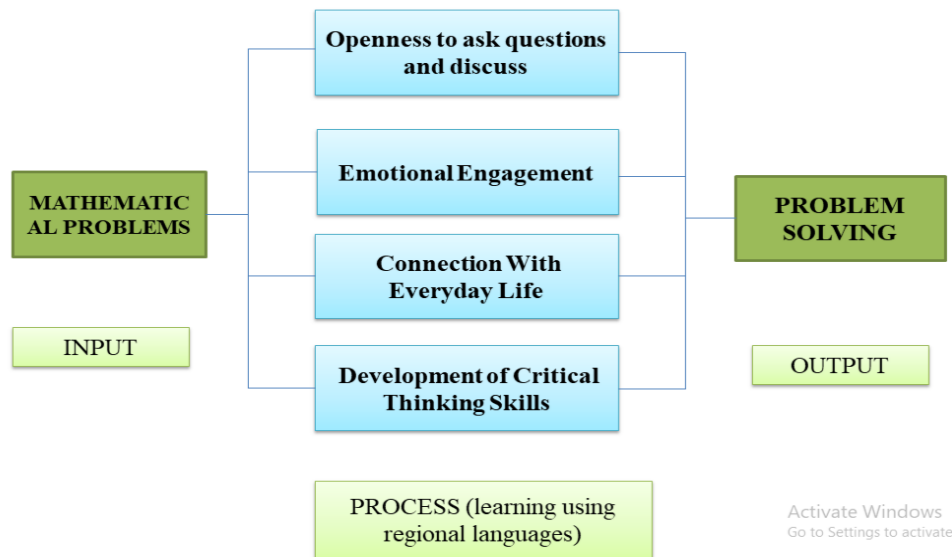 Openness to ask questions
and discuss
Emotional Engagement
MATHEMATIC
AL PROBLEMS
PROBLEM
SOLVING
Connection With
Everyday Life
INPUT
OUTPUT
Development of Critical
Thinking Skills
PROCESS (learning using
regional languages)
Activate Windows
Go to Settings to activate